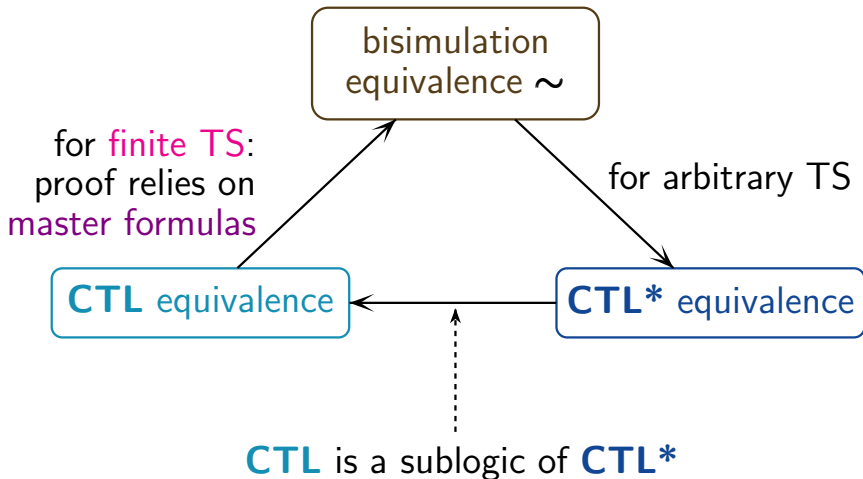 bisimulation
equivalence ∼
for finite TS:
proof relies on
master formulas
for arbitrary TS
CTL equivalence
CTL* equivalence
CTL is a sublogic of CTL*